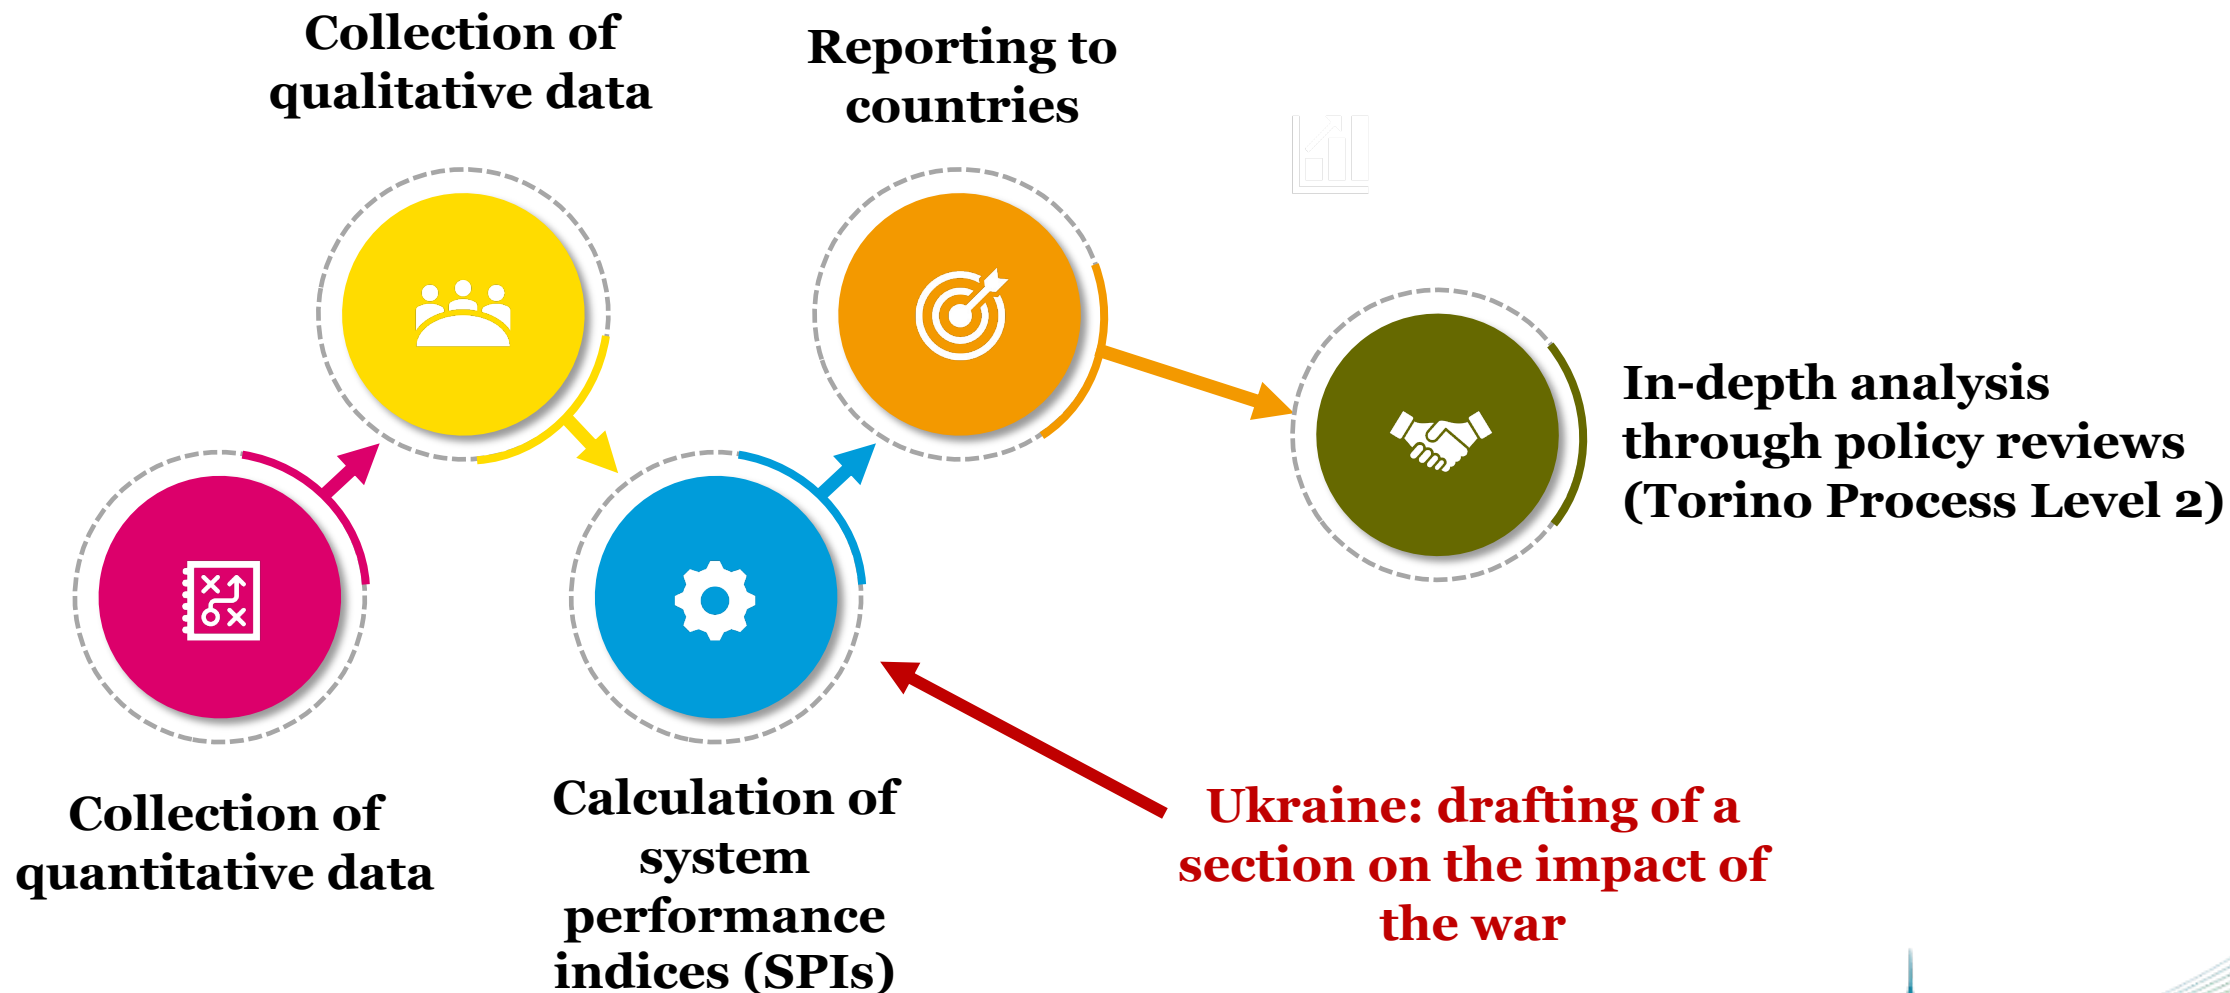 Collection of
qualitative data
Reporting to
countries
In-depth analysis
through policy reviews
(Torino Process Level 2)
Collection of
quantitative data
Calculation of
system
performance
indices (SPIs)
Ukraine: drafting of a
section on the impact of
the war